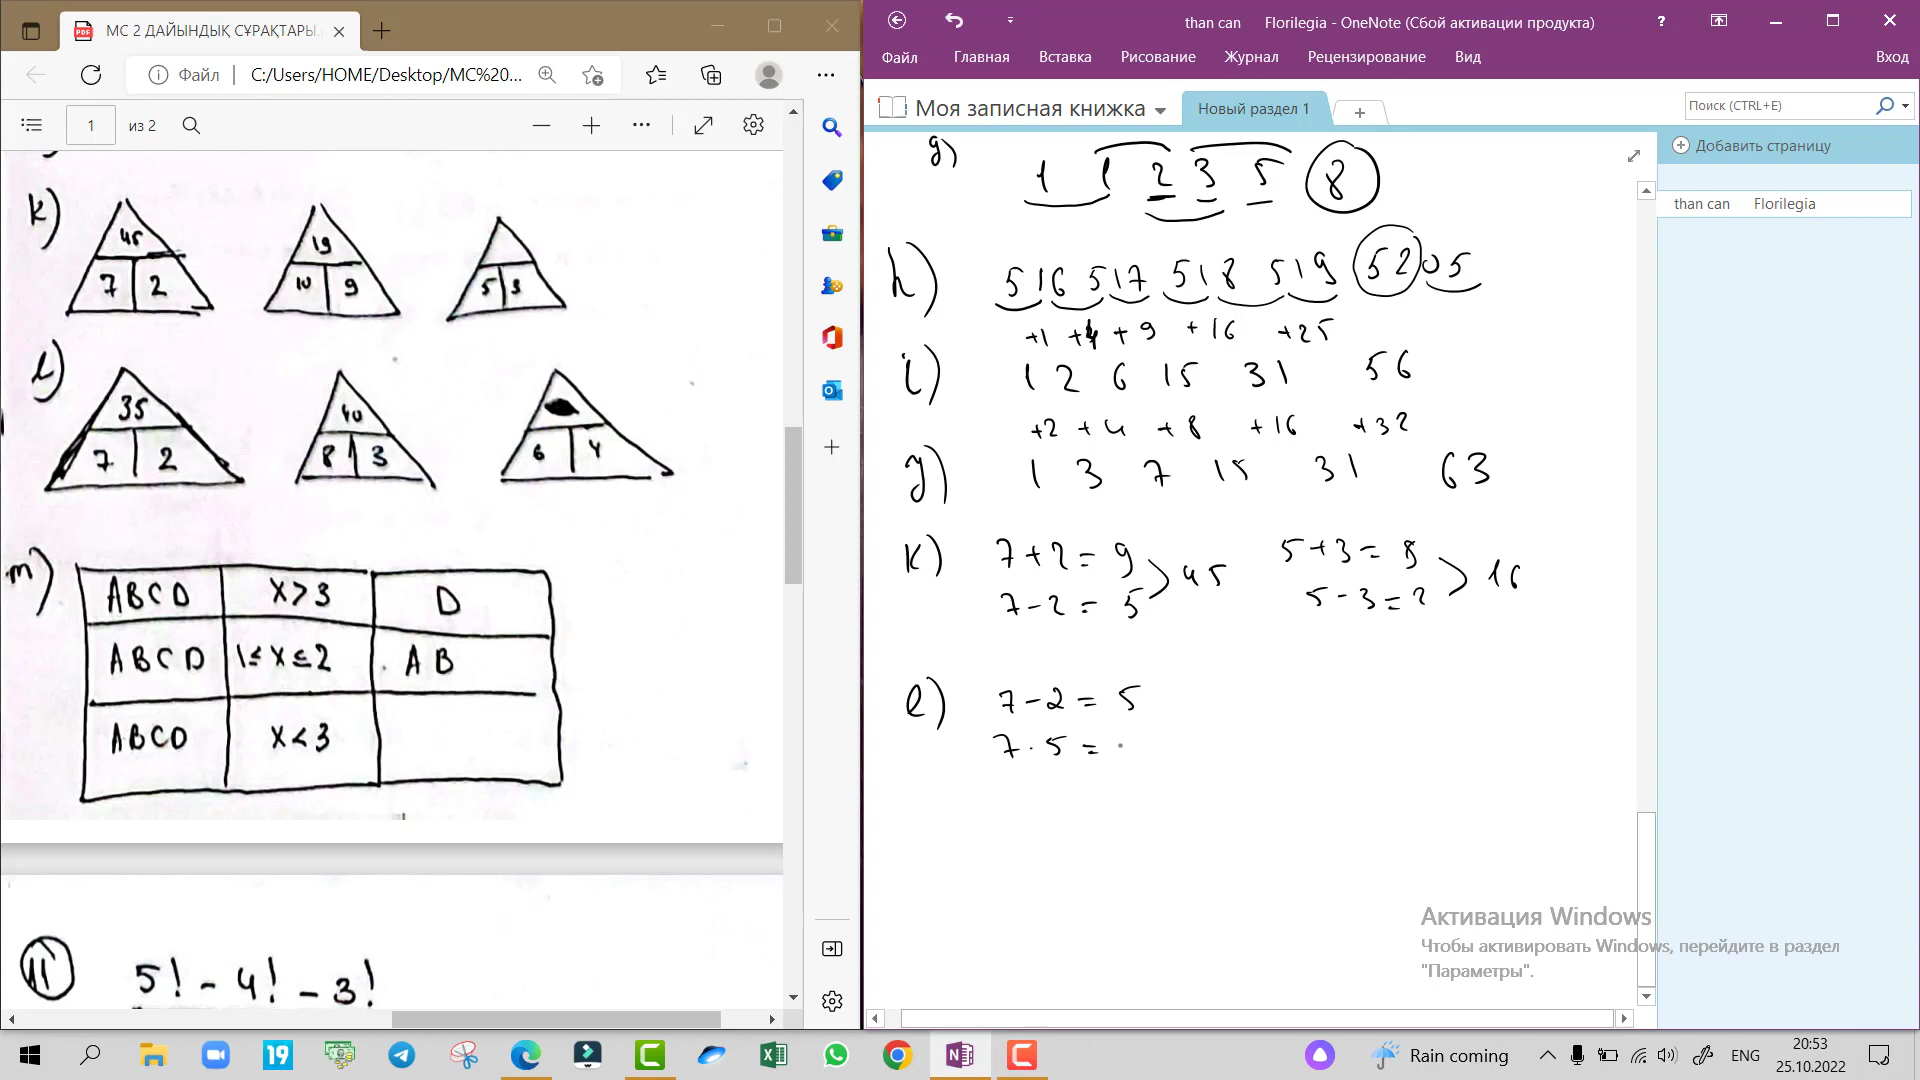 МС 2 ДАЙЫНДЫҚ СҰРАҚТАРЫ.
Файл
C:/Users/HOME/Desktop/MC%20...
1 из 2
k)
45
7 2
19
10 9
5 3
l)
35
7 2
40
8 3
6 4
m)
ABCD X>3 D
ABCD 1≤X≤2 AB
ABCD X<3
11
5! - 4! - 3!
than can Florilegia - OneNote (Сбой активации продукта)
Файл Главная Вставка Рисование Журнал Рецензирование Вид Вход
Моя записная книжка Новый раздел 1
Поиск (CTRL+E)
Добавить страницу
than can Florilegia
g) 1 1 2 3 5 8
h) 516 517 518 519 5205
+1 +4 +9 +16 +25
i) 1 2 6 15 31 56
+2 +4 +8 +16 +32
j) 1 3 7 15 31 63
k) 7+2=9 > 45 5+3=8 > 16
7-2=5 5-3=2
l) 7-2=5
7·5=
Активация Windows
Чтобы активировать Windows, перейдите в раздел
"Параметры".
19
Rain coming
ENG
20:53
25.10.2022